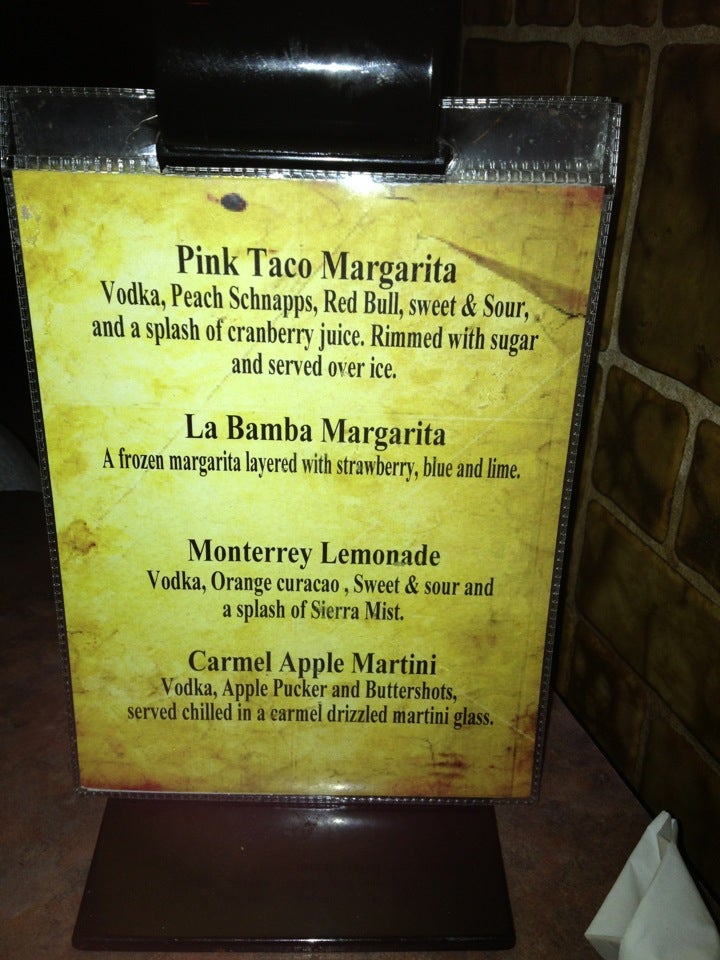 Pink Taco Margarita
Vodka, Peach Schnapps, Red Bull, sweet & Sour,
and a splash of cranberry juice. Rimmed with sugar
and served over ice.
La Bamba Margarita
A frozen margarita layered with strawberry, blue and lime.
Monterrey Lemonade
Vodka, Orange curacao , Sweet & sour and
a splash of Sierra Mist.
Carmel Apple Martini
Vodka, Apple Pucker and Buttershots,
served chilled in a carmel drizzled martini glass.